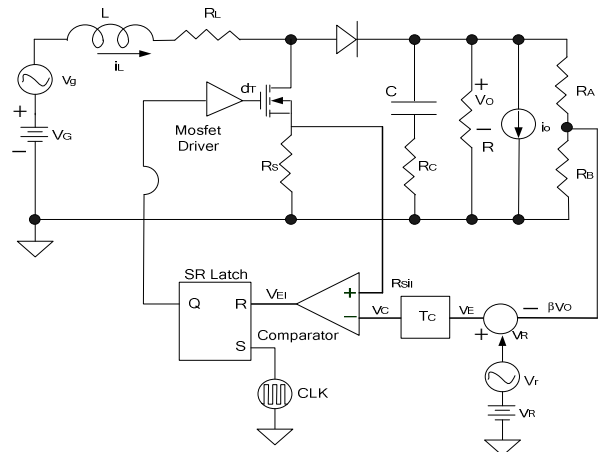 L
RL
iL
Vg
+
VG
−
dT
Mosfet
Driver
RS
C
RC
+
VO
−
R
io
RA
RB
SR Latch
Q
R
S
VEI
Comparator
+
−
RsiI
VC
TC
VE
+
−
βVO
VR
Vr
VR
CLK